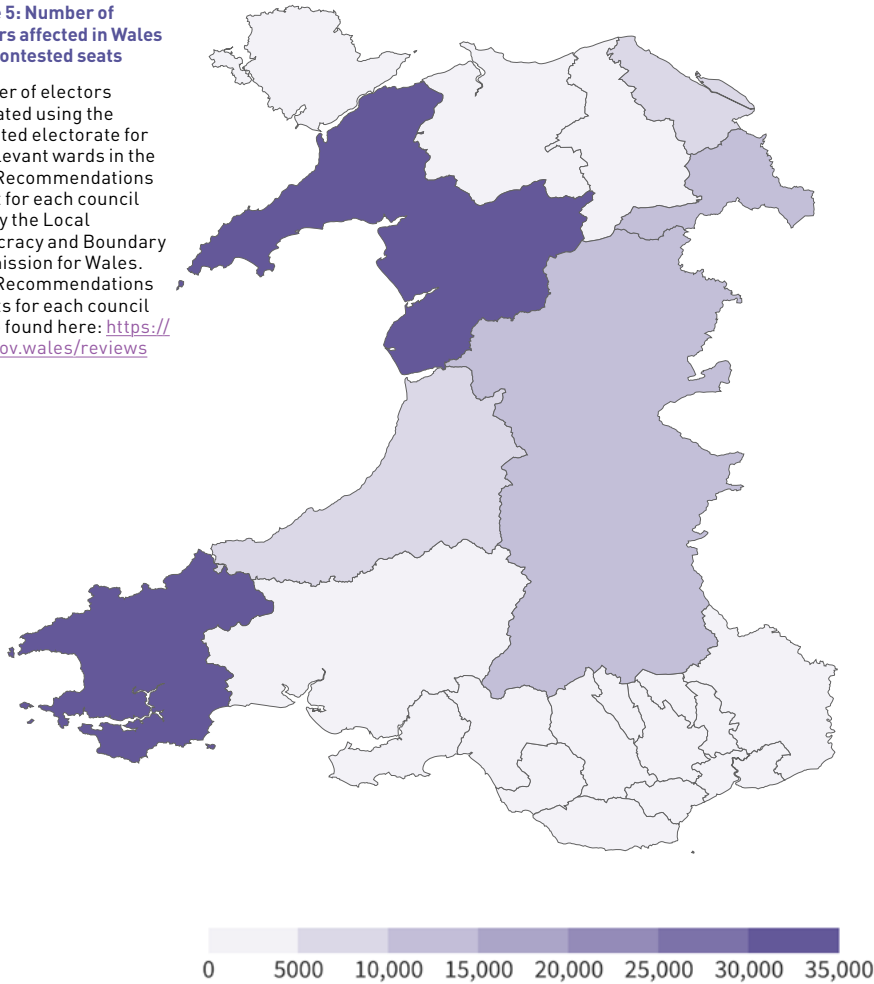 5: Number of
affected in Wales
ontested seats
er of electors
ated using the
ted electorate for
levant wards in the
Recommendations
for each council
y the Local
cracy and Boundary
ission for Wales.
Recommendations
s for each council
found here: https://
ov.wales/reviews
0 5000 10,000 15,000 20,000 25,000 30,000 35,000